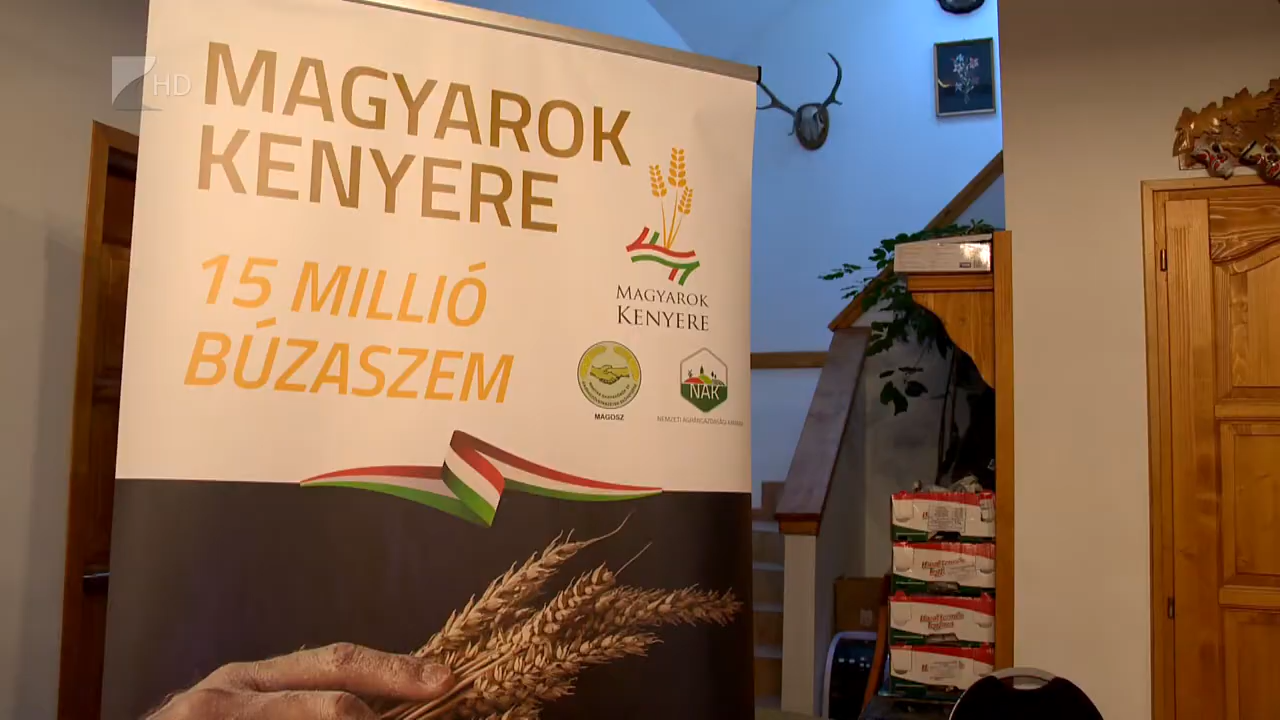 HD
MAGYAROK
KENYERE
15 MILLIÓ
BÚZASZEM
MAGYAROK
KENYERE
MAGOSZ
NAK
NEMZETI AGRÁRGAZDASÁGI KAMARA